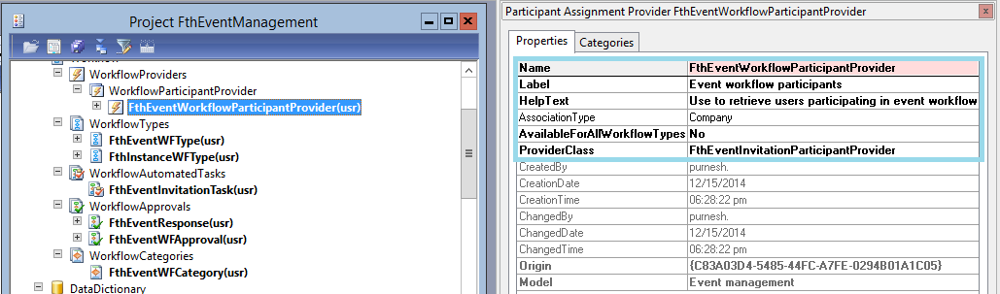 Project FthEventManagement
Workflow
WorkflowProviders
WorkflowParticipantProvider
FthEventWorkflowParticipantProvider(usr)
WorkflowTypes
FthEventWFType(usr)
FthInstanceWFType(usr)
WorkflowAutomatedTasks
FthEventInvitationTask(usr)
WorkflowApprovals
FthEventResponse(usr)
FthEventWFApproval(usr)
WorkflowCategories
FthEventWFCategory(usr)
DataDictionary
Participant Assignment Provider FthEventWorkflowParticipantProvider
Properties Categories
Name FthEventWorkflowParticipantProvider
Label Event workflow participants
HelpText Use to retrieve users participating in event workflow
AssociationType Company
AvailableForAllWorkflowTypes No
ProviderClass FthEventInvitationParticipantProvider
CreatedBy purnesh.
CreationDate 12/15/2014
CreationTime 06:28:22 pm
ChangedBy purnesh.
ChangedDate 12/15/2014
ChangedTime 06:28:22 pm
Origin {C83A03D4-5485-44FC-A7FE-0294B01A1C05}
Model Event management